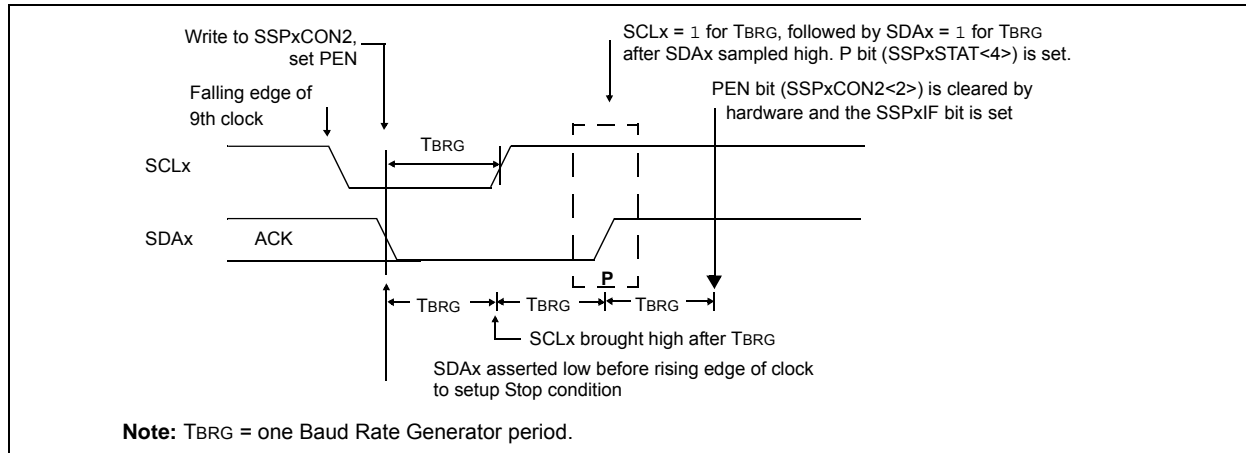 Write to SSPxCON2,
set PEN
SCLx = 1 for TBRG, followed by SDAx = 1 for TBRG
after SDAx sampled high. P bit (SSPxSTAT<4>) is set.
Falling edge of
9th clock
PEN bit (SSPxCON2<2>) is cleared by
hardware and the SSPxIF bit is set
TBRG
SCLx
SDAx
ACK
P
TBRG
TBRG
TBRG
SCLx brought high after TBRG
SDAx asserted low before rising edge of clock
to setup Stop condition
Note: TBRG = one Baud Rate Generator period.